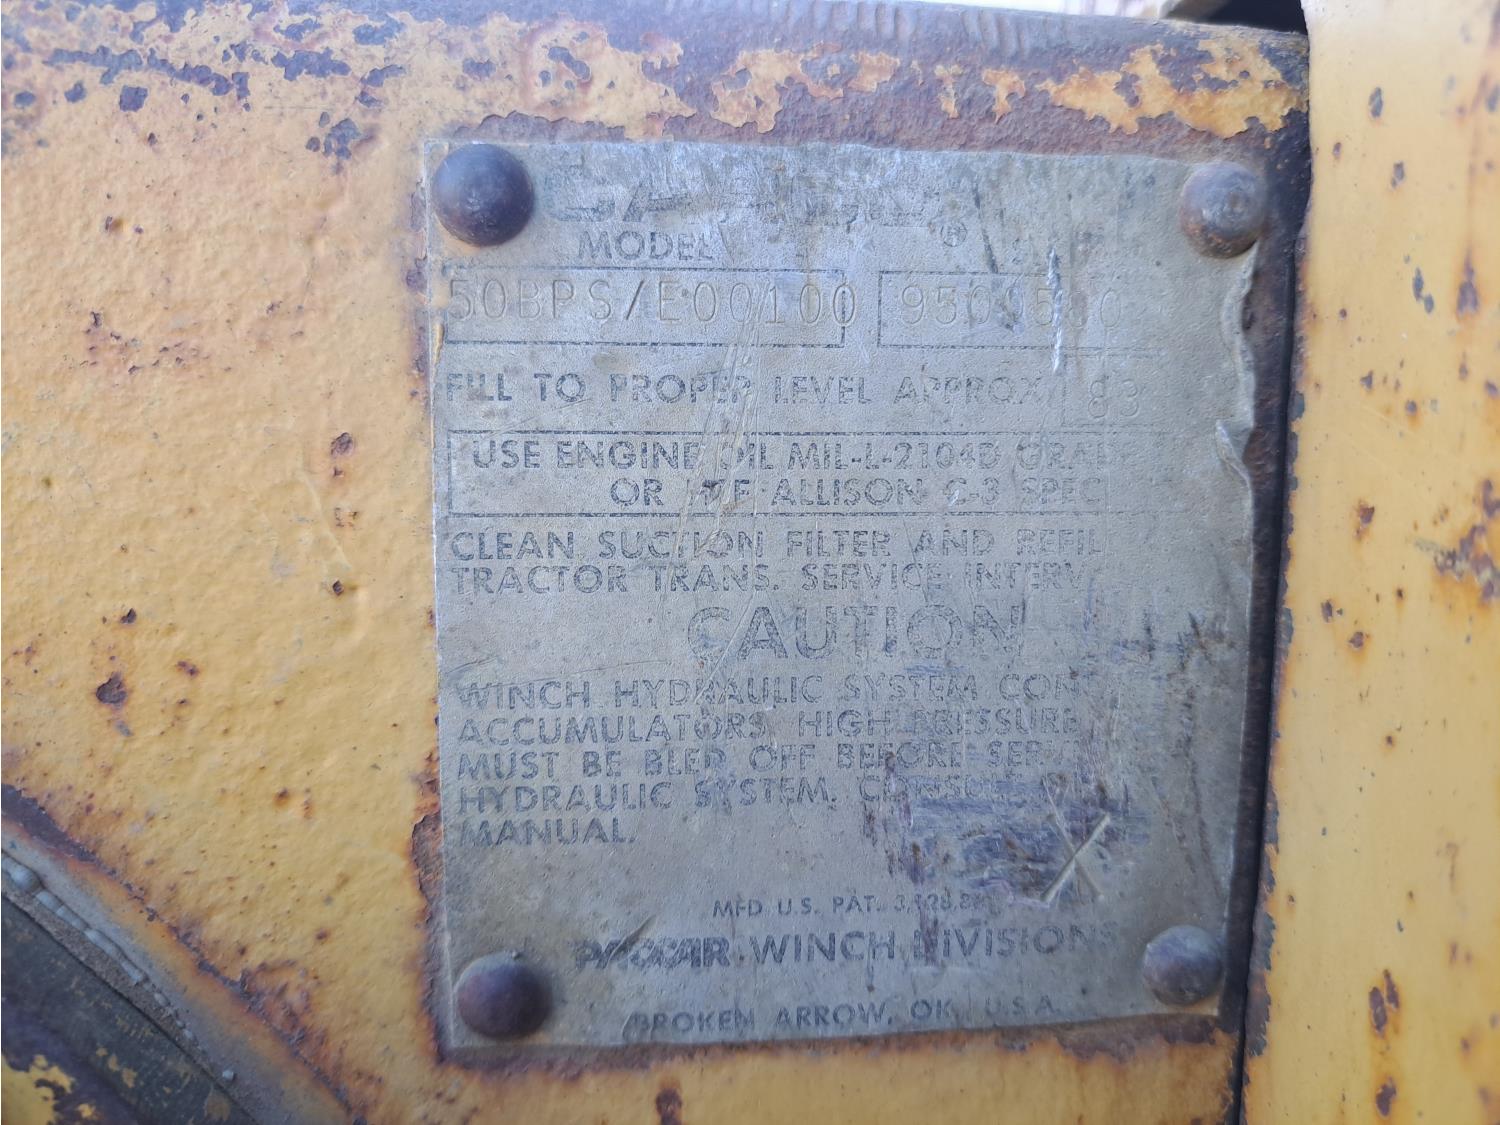 MODEL
50BPS/E00100
FILL TO PROPER LEVEL APPROX 83
USE ENGINE OIL MIL-L-2104D
OR ALLISON C-3 SPEC
CLEAN SUCTION FILTER AND
TRACTOR TRANS. SERVICE
CAUTION
WINCH HYDRAULIC SYSTEM
ACCUMULATORS. HIGH PRESSURE
MUST BE BLED OFF BEFORE
HYDRAULIC SYSTEM,
MANUAL.
MFD U.S. PAT.
PACCAR WINCH DIVISIONS
BROKEN ARROW, OK U.S.A.